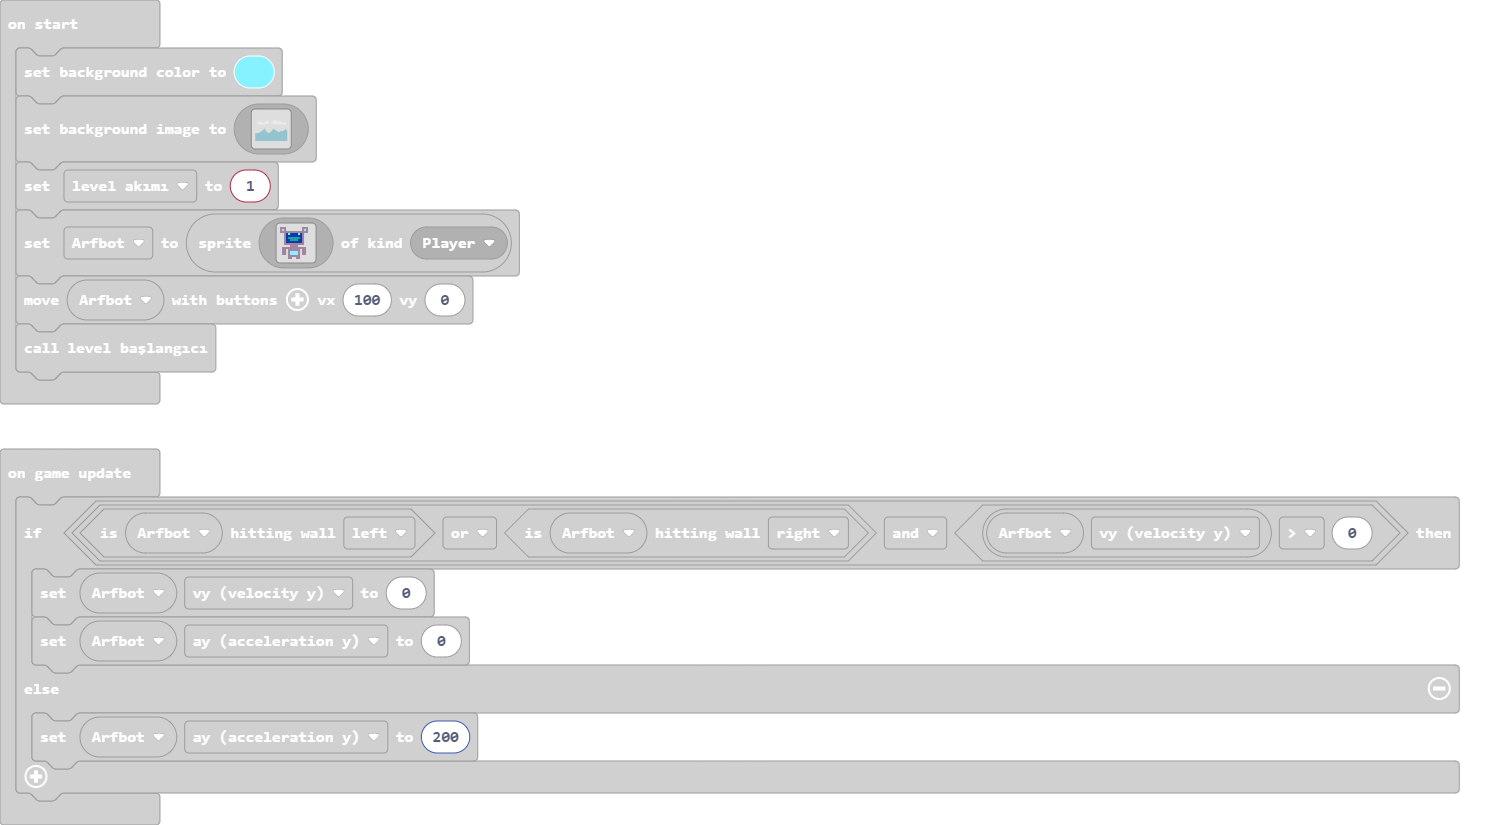 on start
set background color to
set background image to
set level akımı to 1
set Arfbot to sprite of kind Player
move Arfbot with buttons vx 100 vy 0
call level başlangıcı
on game update
if is Arfbot hitting wall left or is Arfbot hitting wall right and Arfbot vy (velocity y) > 0 then
set Arfbot vy (velocity y) to 0
set Arfbot ay (acceleration y) to 0
else
set Arfbot ay (acceleration y) to 200